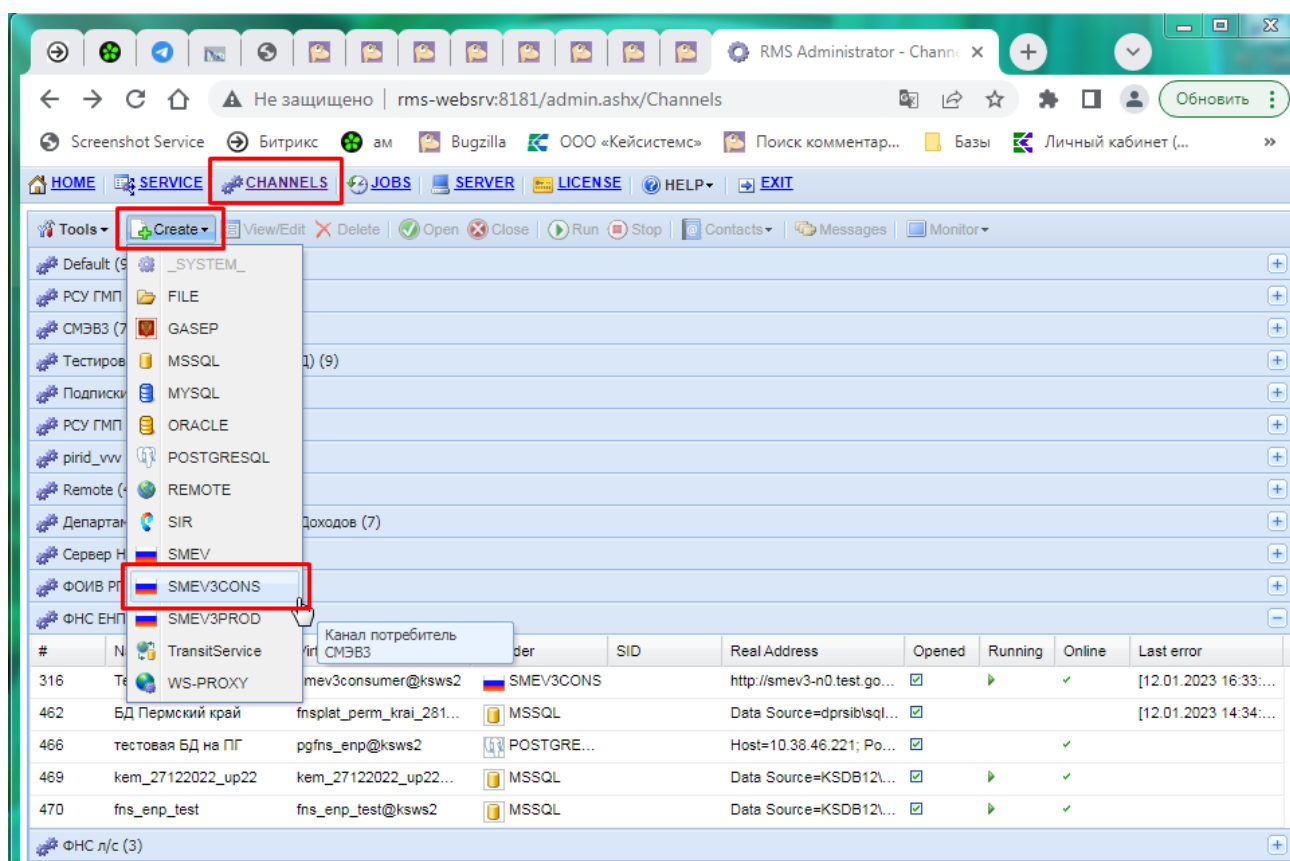 RMS Administrator - Channe
Не защищено | rms-websrv:8181/admin.ashx/Channels
Обновить
Screenshot Service Битрикс ам Bugzilla ООО «Кейсистемс» Поиск комментар... Базы Личный кабинет (... »
HOME SERVICE CHANNELS JOBS SERVER LICENSE HELP EXIT
Tools Create View/Edit Delete Open Close Run Stop Contacts Messages Monitor
Default (9
_SYSTEM_
РСУ ГМП
FILE
СМЭВ3 (7
GASEP
Тестиров
MSSQL
Д) (9)
Подписки
MYSQL
РСУ ГМП
ORACLE
pirid_vvv
POSTGRESQL
Remote (4
REMOTE
Департам
SIR
Доходов (7)
Сервер Н
SMEV
ФОИВ РГ
SMEV3CONS
ФНС ЕНП
SMEV3PROD
Канал потребитель
СМЭВ3
TransitService
WS-PROXY
# N Virt der SID Real Address Opened Running Online Last error
316 Те mev3consumer@ksws2 SMEV3CONS http://smev3-n0.test.go... [12.01.2023 16:33:...
462 БД Пермский край fnsplat_perm_krai_281... MSSQL Data Source=dprsib\sql... [12.01.2023 14:34:...
466 тестовая БД на ПГ pgfns_enp@ksws2 POSTGRE... Host=10.38.46.221; Po...
469 kem_27122022_up22 kem_27122022_up22... MSSQL Data Source=KSDB12\...
470 fns_enp_test fns_enp_test@ksws2 MSSQL Data Source=KSDB12\...
ФНС л/с (3)